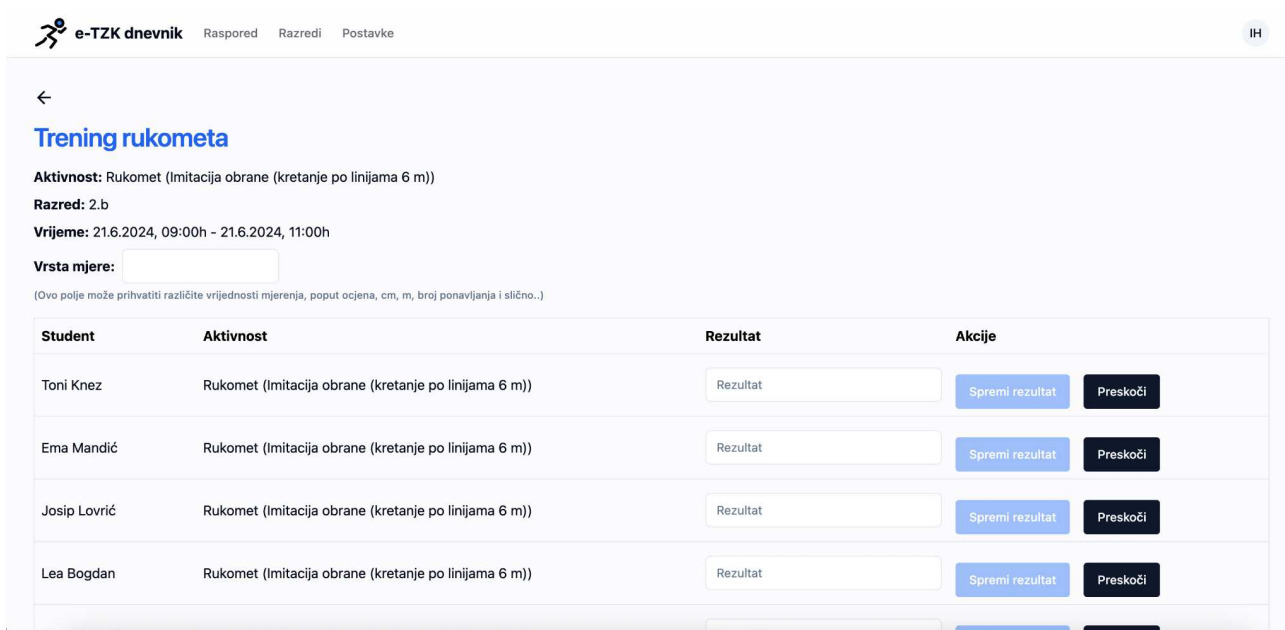 e-TZK dnevnik Raspored Razredi Postavke IH
Trening rukometa
Aktivnost: Rukomet (Imitacija obrane (kretanje po linijama 6 m))
Razred: 2.b
Vrijeme: 21.6.2024, 09:00h - 21.6.2024, 11:00h
Vrsta mjere:
(Ovo polje može prihvatiti različite vrijednosti mjerenja, poput ocjena, cm, m, broj ponavljanja i slično..)
Student Aktivnost Rezultat Akcije
Toni Knez Rukomet (Imitacija obrane (kretanje po linijama 6 m)) Rezultat Spremi rezultat Preskoči
Ema Mandić Rukomet (Imitacija obrane (kretanje po linijama 6 m)) Rezultat Spremi rezultat Preskoči
Josip Lovrić Rukomet (Imitacija obrane (kretanje po linijama 6 m)) Rezultat Spremi rezultat Preskoči
Lea Bogdan Rukomet (Imitacija obrane (kretanje po linijama 6 m)) Rezultat Spremi rezultat Preskoči